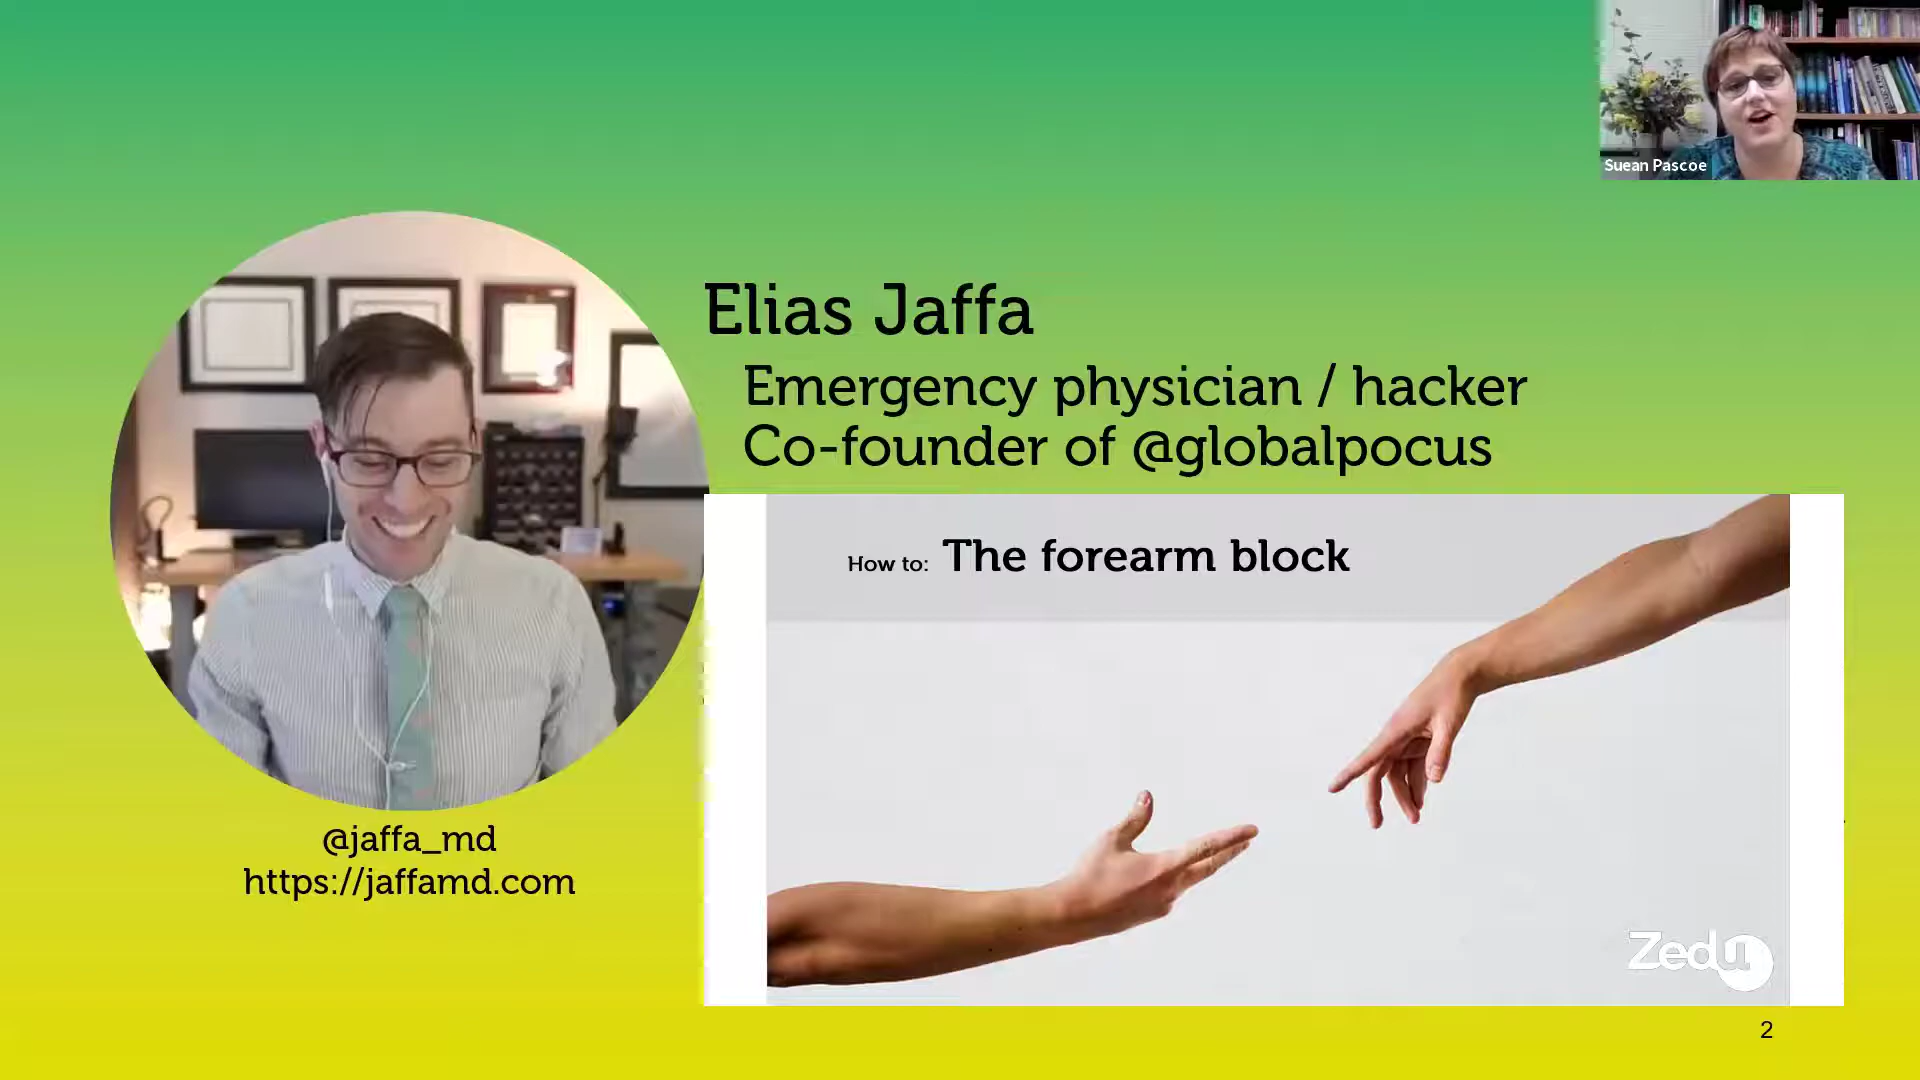 Suean Pascoe
Elias Jaffa
Emergency physician / hacker
Co-founder of @globalpocus
How to: The forearm block
@jaffa_md
https://jaffamd.com
Zedu
2